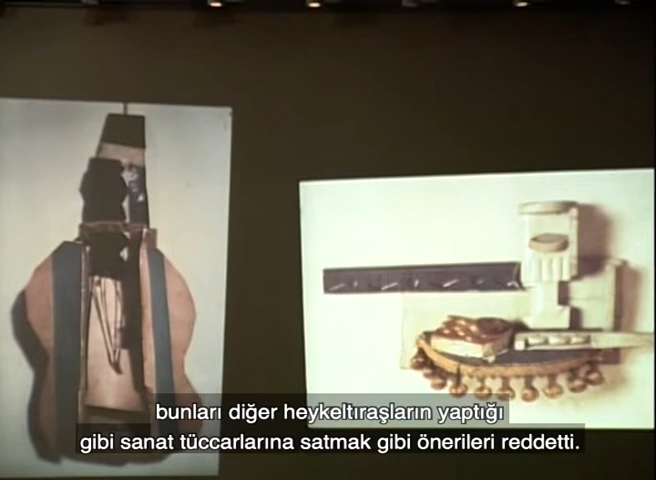 bunları diğer heykeltıraşların yaptığı
gibi sanat tüccarlarına satmak gibi önerileri reddetti.